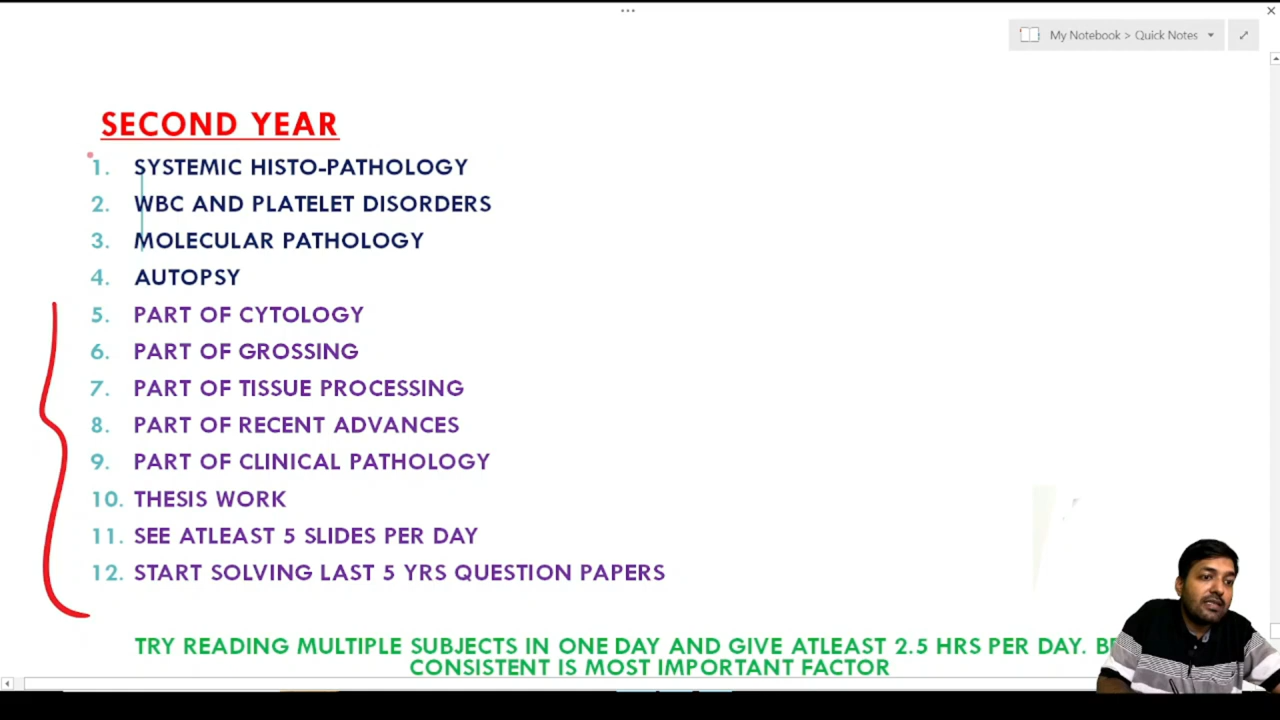 My Notebook > Quick Notes
SECOND YEAR
1. SYSTEMIC HISTO-PATHOLOGY
2. WBC AND PLATELET DISORDERS
3. MOLECULAR PATHOLOGY
4. AUTOPSY
5. PART OF CYTOLOGY
6. PART OF GROSSING
7. PART OF TISSUE PROCESSING
8. PART OF RECENT ADVANCES
9. PART OF CLINICAL PATHOLOGY
10. THESIS WORK
11. SEE ATLEAST 5 SLIDES PER DAY
12. START SOLVING LAST 5 YRS QUESTION PAPERS
TRY READING MULTIPLE SUBJECTS IN ONE DAY AND GIVE ATLEAST 2.5 HRS PER DAY.
CONSISTENT IS MOST IMPORTANT FACTOR